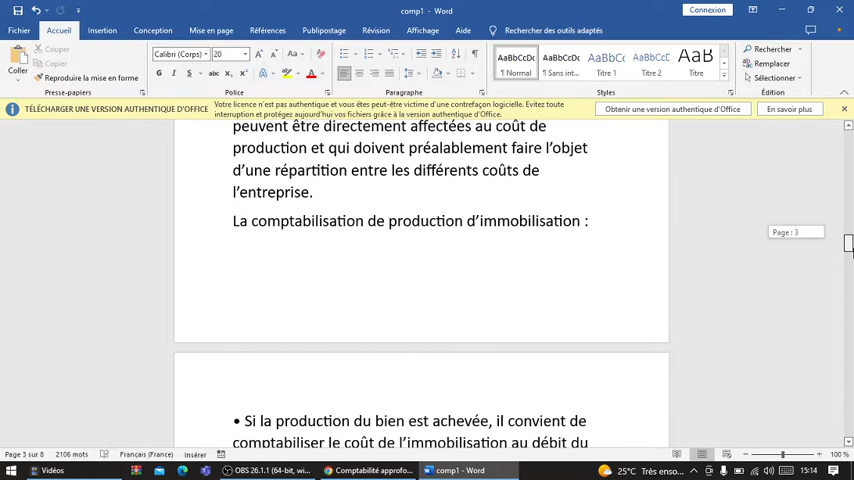 comp1 - Word
Connexion
Fichier Accueil Insertion Conception Mise en page Références Publipostage Révision Affichage Aide Rechercher des outils adaptés
Coller
Couper
Copier
Reproduire la mise en forme
Presse-papiers
Calibri (Corps) 20
G I S abc x₂ x²
Police
Paragraphe
AaBbCcDc AaBbCcDc AaBbCc AaBbCcD AaB
¶ Normal ¶ Sans int... Titre 1 Titre 2 Titre
Styles
Rechercher
Remplacer
Sélectionner
Modification
TÉLÉCHARGER UNE VERSION AUTHENTIQUE D'OFFICE
Votre licence n'est pas authentique et vous êtes peut-être victime d'une contrefaçon logicielle. Évitez toute
interruption et protégez aujourd'hui vos fichiers grâce à la version authentique d'Office.
Obtenir une version authentique d'Office
En savoir plus
peuvent être directement affectées au coût de
production et qui doivent préalablement faire l'objet
d'une répartition entre les différents coûts de
l'entreprise.
La comptabilisation de production d'immobilisation :
Page : 3
• Si la production du bien est achevée, il convient de
comptabiliser le coût de l'immobilisation au débit du
Page 3 sur 8 2106 mots Français (France) Insérer 100 %
Vidéos OBS 26.1.1 (64-bit, wi... Comptabilité approfo... comp1 - Word 25°C Très enso... 15:14